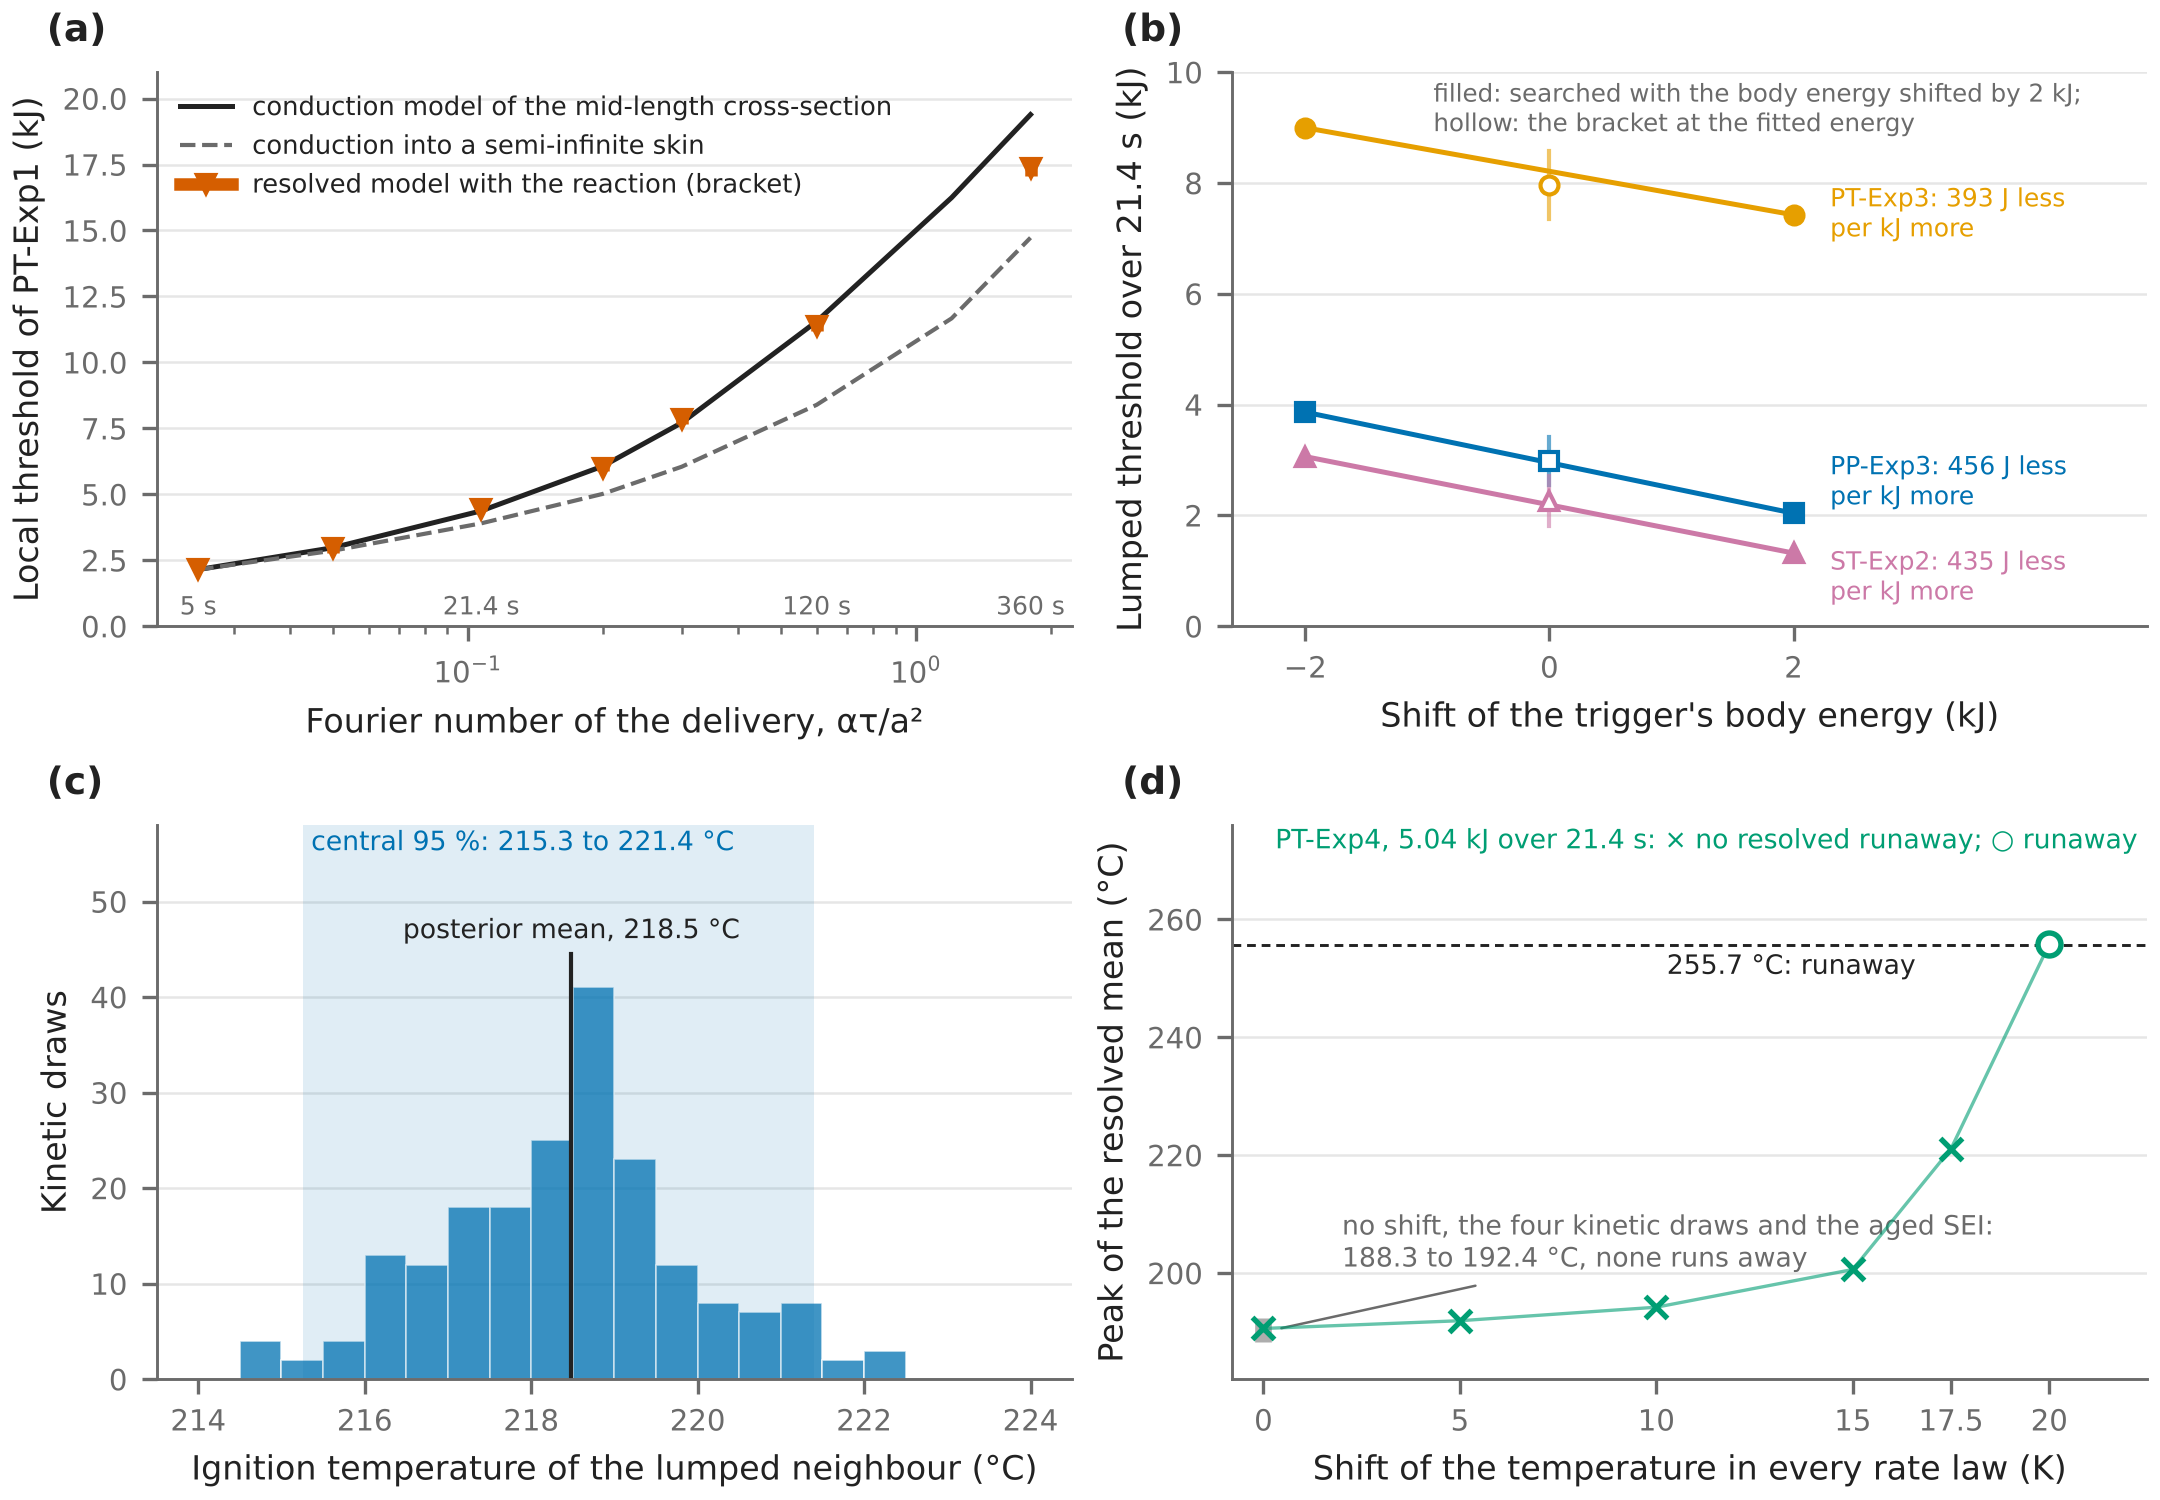 (a)
Local threshold of PT-Exp1 (kJ)
20.0
17.5
15.0
12.5
10.0
7.5
5.0
2.5
0.0
conduction model of the mid-length cross-section
conduction into a semi-infinite skin
resolved model with the reaction (bracket)
5 s
21.4 s
120 s
360 s
10⁻¹
10⁰
Fourier number of the delivery, ατ/a²
(b)
Lumped threshold over 21.4 s (kJ)
10
8
6
4
2
0
filled: searched with the body energy shifted by 2 kJ;
hollow: the bracket at the fitted energy
PT-Exp3: 393 J less
per kJ more
PP-Exp3: 456 J less
per kJ more
ST-Exp2: 435 J less
per kJ more
−2
0
2
Shift of the trigger's body energy (kJ)
(c)
Kinetic draws
50
40
30
20
10
0
central 95 %: 215.3 to 221.4 °C
posterior mean, 218.5 °C
214
216
218
220
222
224
Ignition temperature of the lumped neighbour (°C)
(d)
Peak of the resolved mean (°C)
260
240
220
200
PT-Exp4, 5.04 kJ over 21.4 s: × no resolved runaway; ○ runaway
255.7 °C: runaway
no shift, the four kinetic draws and the aged SEI:
188.3 to 192.4 °C, none runs away
0
5
10
15
17.5
20
Shift of the temperature in every rate law (K)